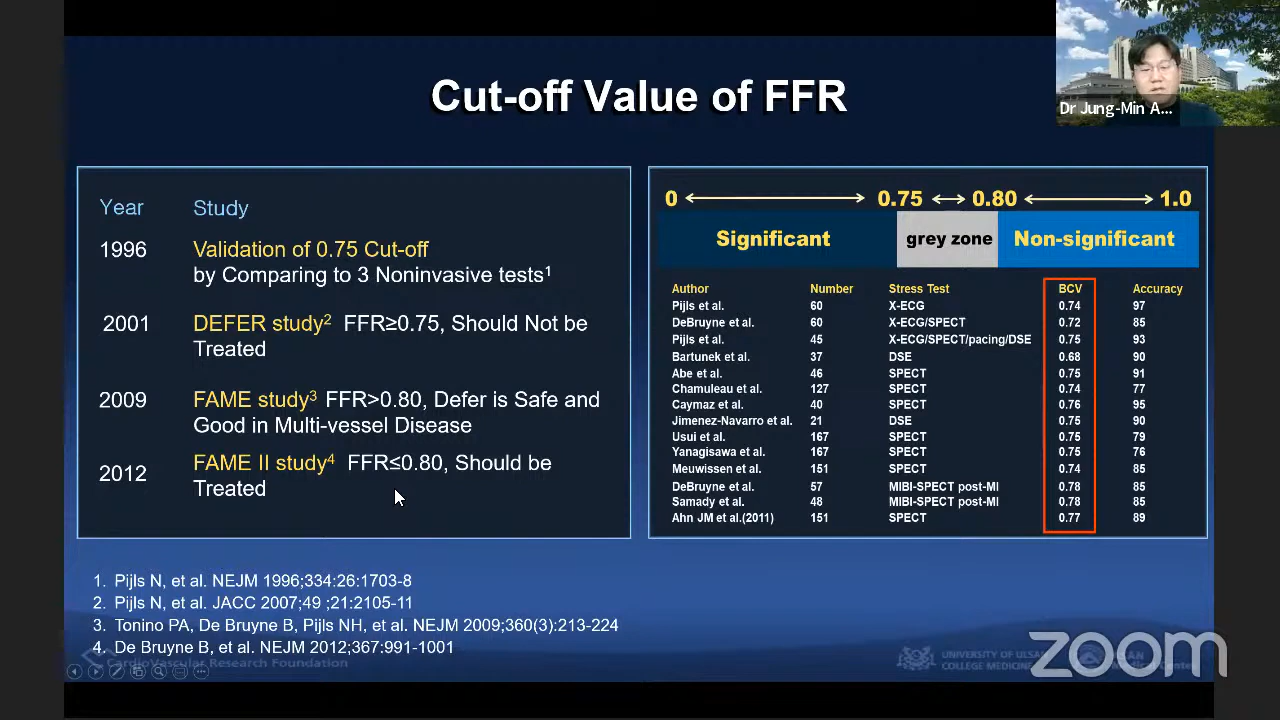 Cut-off Value of FFR
Dr Jung-Min A...
Year Study
1996 Validation of 0.75 Cut-off
by Comparing to 3 Noninvasive tests1
2001 DEFER study2 FFR≥0.75, Should Not be
Treated
2009 FAME study3 FFR>0.80, Defer is Safe and
Good in Multi-vessel Disease
2012 FAME II study4 FFR≤0.80, Should be
Treated
0 0.75 0.80 1.0
Significant grey zone Non-significant
Author Number Stress Test BCV Accuracy
Pijls et al. 60 X-ECG 0.74 97
DeBruyne et al. 60 X-ECG/SPECT 0.72 85
Pijls et al. 45 X-ECG/SPECT/pacing/DSE 0.75 93
Bartunek et al. 37 DSE 0.68 90
Abe et al. 46 SPECT 0.75 91
Chamuleau et al. 127 SPECT 0.74 77
Caymaz et al. 40 SPECT 0.76 95
Jimenez-Navarro et al. 21 DSE 0.75 90
Usui et al. 167 SPECT 0.75 79
Yanagisawa et al. 167 SPECT 0.75 76
Meuwissen et al. 151 SPECT 0.74 85
DeBruyne et al. 57 MIBI-SPECT post-MI 0.78 85
Samady et al. 48 MIBI-SPECT post-MI 0.78 85
Ahn JM et al.(2011) 151 SPECT 0.77 89
1. Pijls N, et al. NEJM 1996;334:26:1703-8
2. Pijls N, et al. JACC 2007;49 ;21:2105-11
3. Tonino PA, De Bruyne B, Pijls NH, et al. NEJM 2009;360(3):213-224
4. De Bruyne B, et al. NEJM 2012;367:991-1001
CardioVascular Research Foundation
UNIVERSITY OF ULSAN
COLLEGE MEDICINE
Medical Center
zoom